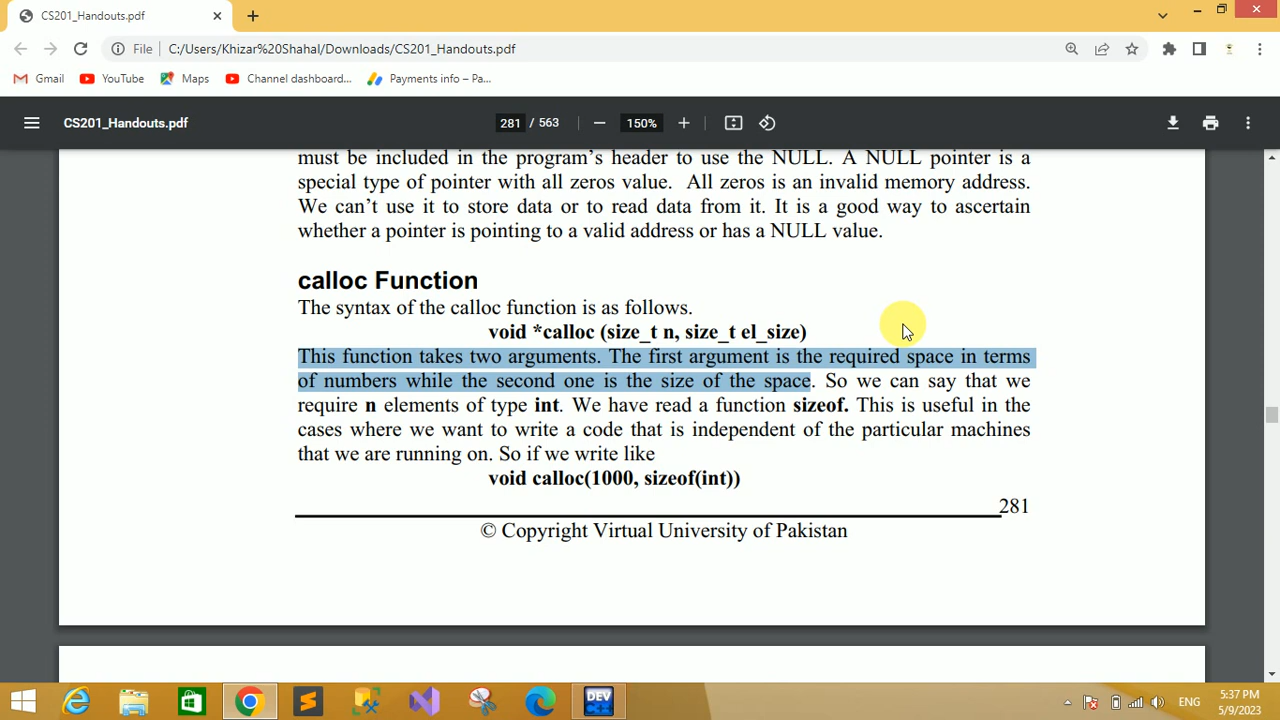 CS201_Handouts.pdf
File
C:/Users/Khizar%20Shahal/Downloads/CS201_Handouts.pdf
Gmail
YouTube
Maps
Channel dashboard...
Payments info – Pa...
CS201_Handouts.pdf
281 / 563
150%
must be included in the program’s header to use the NULL. A NULL pointer is a
special type of pointer with all zeros value. All zeros is an invalid memory address.
We can’t use it to store data or to read data from it. It is a good way to ascertain
whether a pointer is pointing to a valid address or has a NULL value.
calloc Function
The syntax of the calloc function is as follows.
void *calloc (size_t n, size_t el_size)
This function takes two arguments. The first argument is the required space in terms
of numbers while the second one is the size of the space. So we can say that we
require n elements of type int. We have read a function sizeof. This is useful in the
cases where we want to write a code that is independent of the particular machines
that we are running on. So if we write like
void calloc(1000, sizeof(int))
281
© Copyright Virtual University of Pakistan
DEV
ENG
5:37 PM
5/9/2023